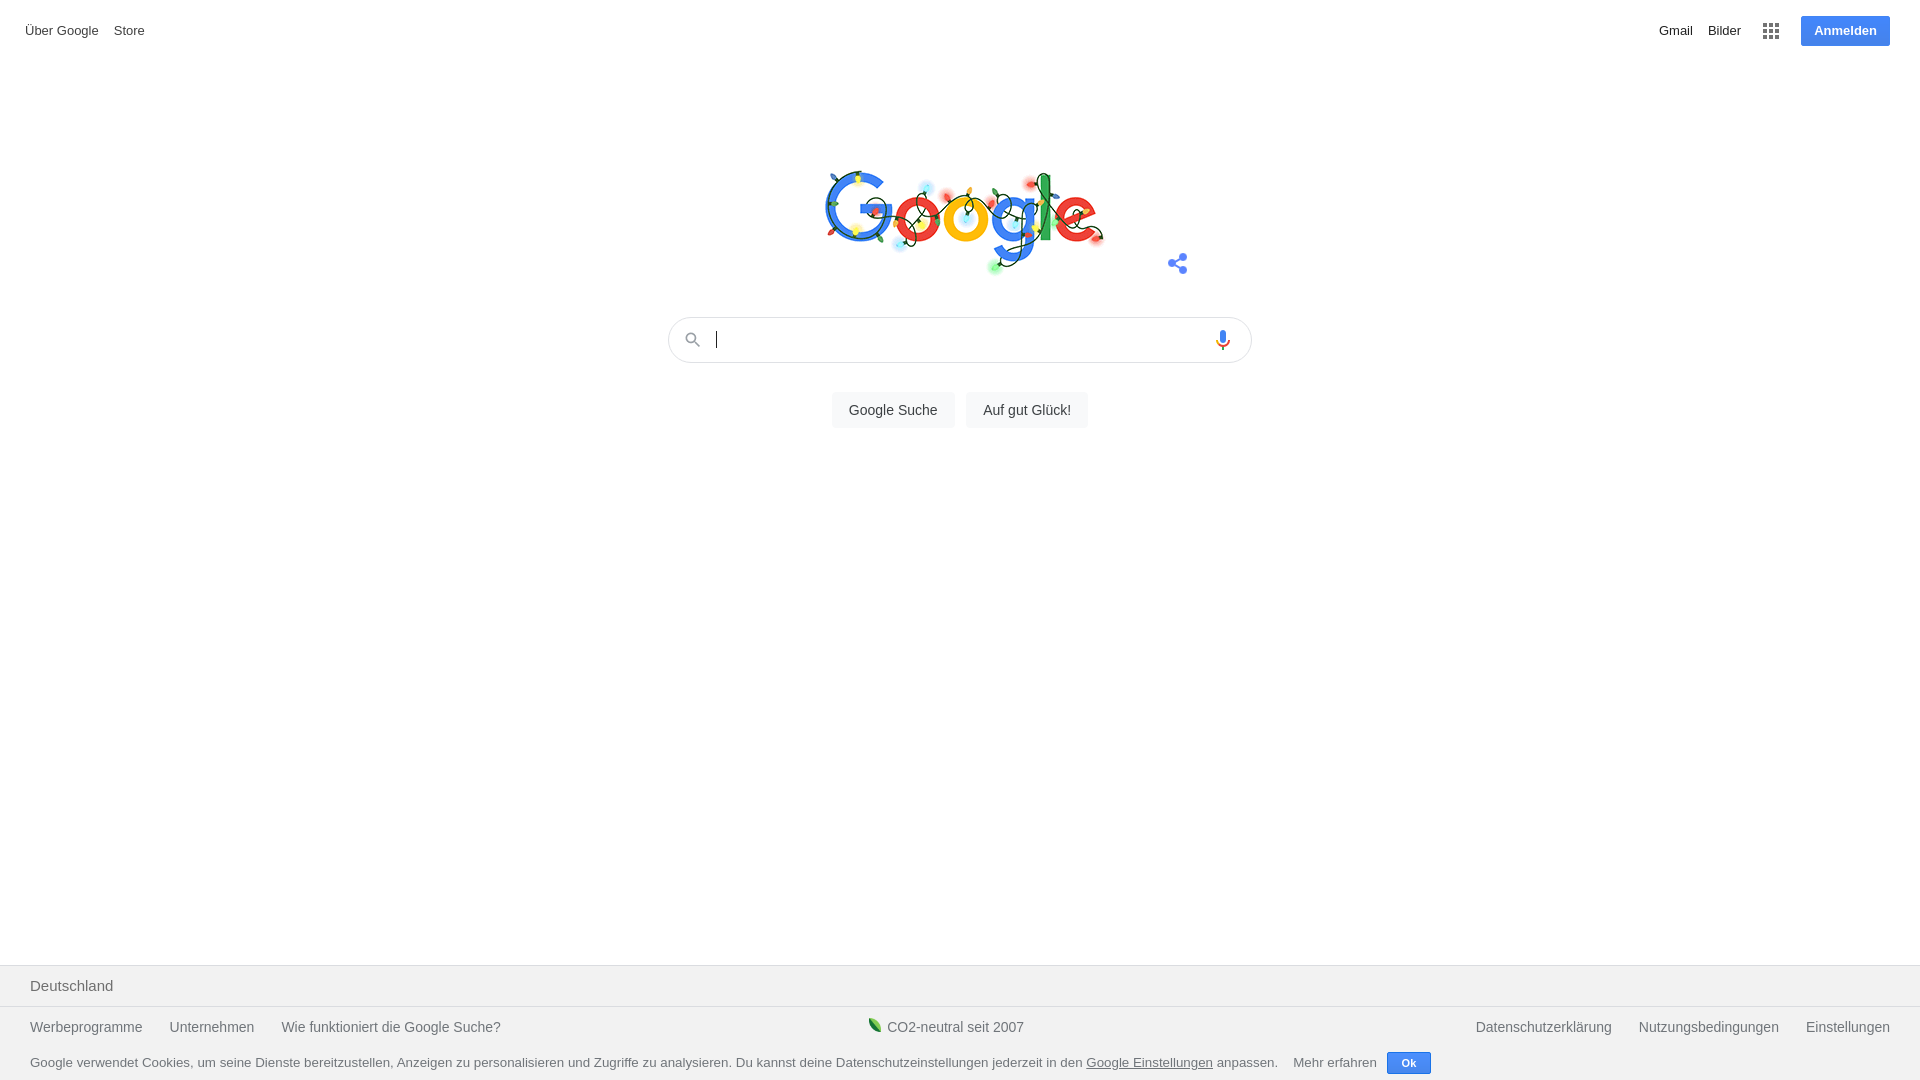 Über Google Store Gmail Bilder Anmelden
Google
Google Suche Auf gut Glück!
Deutschland
Werbeprogramme Unternehmen Wie funktioniert die Google Suche? CO2-neutral seit 2007 Datenschutzerklärung Nutzungsbedingungen Einstellungen
Google verwendet Cookies, um seine Dienste bereitzustellen, Anzeigen zu personalisieren und Zugriffe zu analysieren. Du kannst deine Datenschutzeinstellungen jederzeit in den Google Einstellungen anpassen. Mehr erfahren Ok